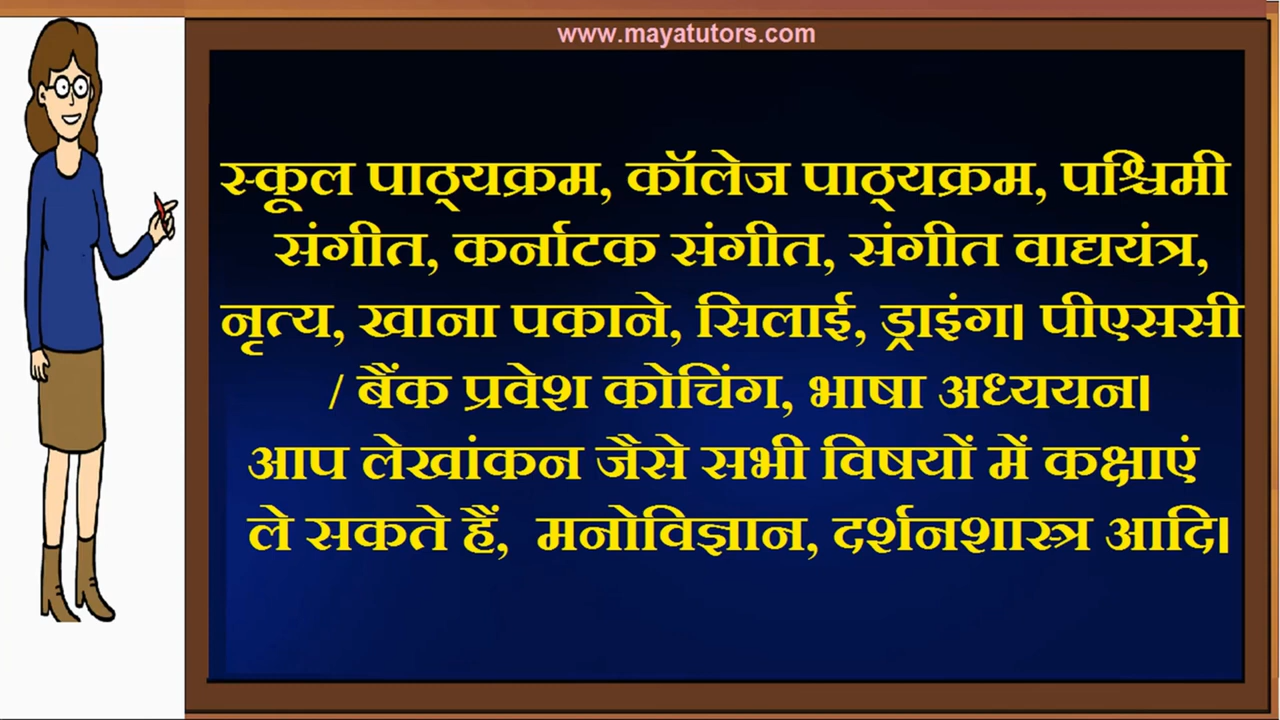 www.mayatutors.com
स्कूल पाठ्यक्रम, कॉलेज पाठ्यक्रम, पश्चिमी
संगीत, कर्नाटक संगीत, संगीत वाद्ययंत्र,
नृत्य, खाना पकाने, सिलाई, ड्राइंग। पीएससी
/ बैंक प्रवेश कोचिंग, भाषा अध्ययन।
आप लेखांकन जैसे सभी विषयों में कक्षाएं
ले सकते हैं, मनोविज्ञान, दर्शनशास्त्र आदि।